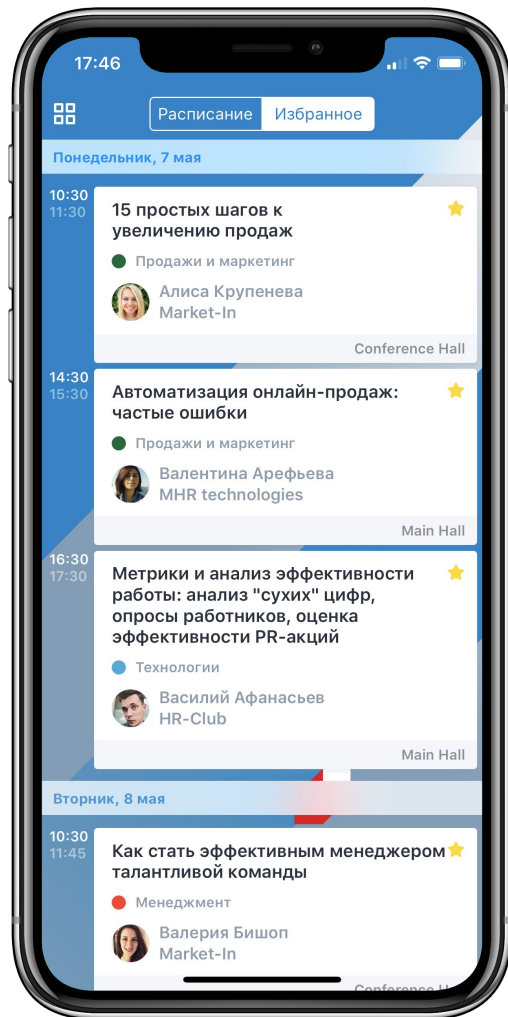 17:46
Расписание Избранное
Понедельник, 7 мая
10:30
11:30
15 простых шагов к
увеличению продаж
Продажи и маркетинг
Алиса Крупенева
Market-In
Conference Hall
14:30
15:30
Автоматизация онлайн-продаж:
частые ошибки
Продажи и маркетинг
Валентина Арефьева
MHR technologies
Main Hall
16:30
17:30
Метрики и анализ эффективности
работы: анализ "сухих" цифр,
опросы работников, оценка
эффективности PR-акций
Технологии
Василий Афанасьев
HR-Club
Main Hall
Вторник, 8 мая
10:30
11:45
Как стать эффективным менеджером
талантливой команды
Менеджмент
Валерия Бишоп
Market-In
Conference H